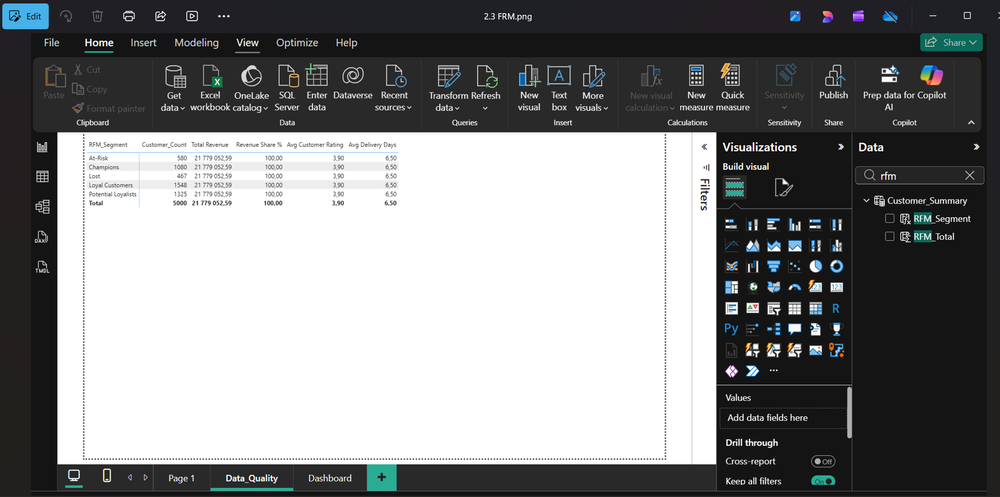 Edit
2.3 FRM.png
File Home Insert Modeling View Optimize Help
Share
Paste
Cut
Copy
Format painter
Clipboard
Get data
Excel workbook
OneLake catalog
SQL Server
Enter data
Dataverse
Recent sources
Data
Transform data
Refresh
Queries
New visual
Text box
More visuals
Insert
New visual calculation
New measure
Quick measure
Calculations
Sensitivity
Sensitivity
Publish
Share
Prep data for AI
Copilot
Copilot
RFM_Segment Customer_Count Total Revenue Revenue Share % Avg Customer Rating Avg Delivery Days
At-Risk 580 21 779 052,59 100,00 3,90 6,50
Champions 1080 21 779 052,59 100,00 3,90 6,50
Lost 467 21 779 052,59 100,00 3,90 6,50
Loyal Customers 1548 21 779 052,59 100,00 3,90 6,50
Potential Loyalists 1325 21 779 052,59 100,00 3,90 6,50
Total 5000 21 779 052,59 100,00 3,90 6,50
DAX
TMDL
Filters
Visualizations
Build visual
123
123
R
Py
Values
Add data fields here
Drill through
Cross-report Off
Keep all filters On
Data
rfm
Customer_Summary
RFM_Segment
RFM_Total
Page 1
Data_Quality
Dashboard